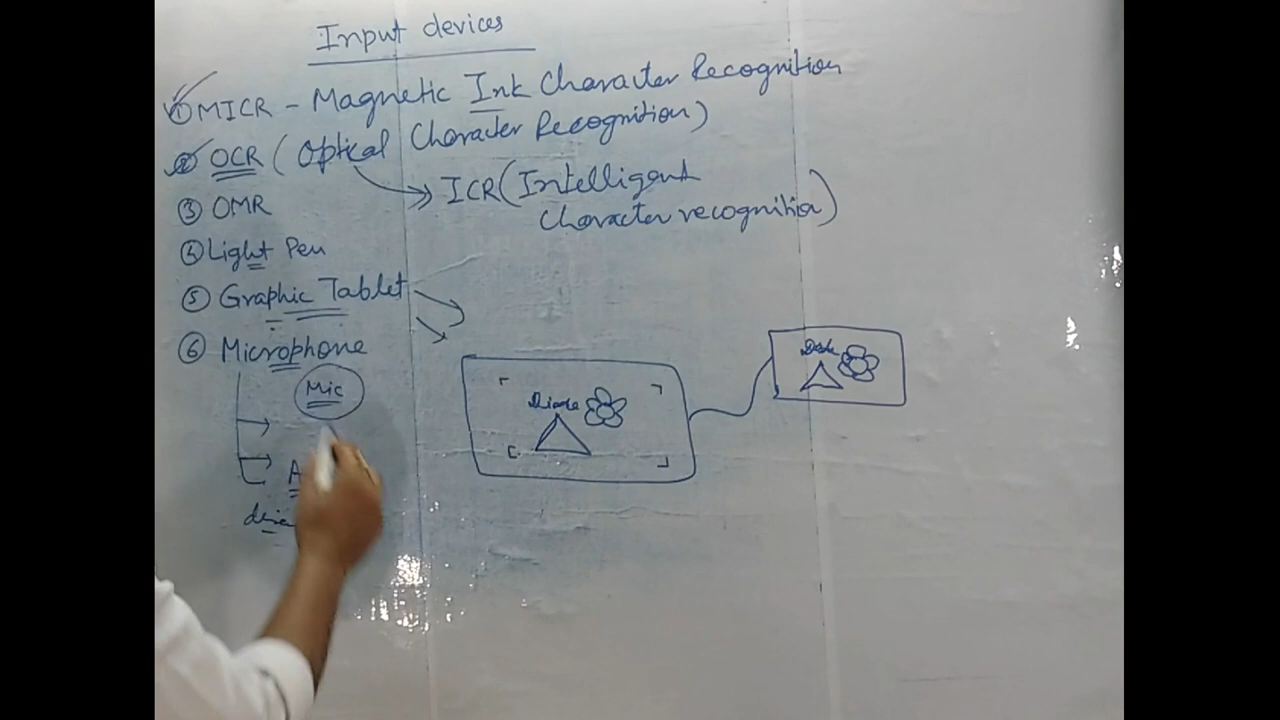 Input devices
① MICR - Magnetic Ink Character Recognition
② OCR (Optical Character Recognition)
ICR (Intelligent
character recognition)
③ OMR
④ Light Pen
⑤ Graphic Tablet
⑥ Microphone
Mic
A